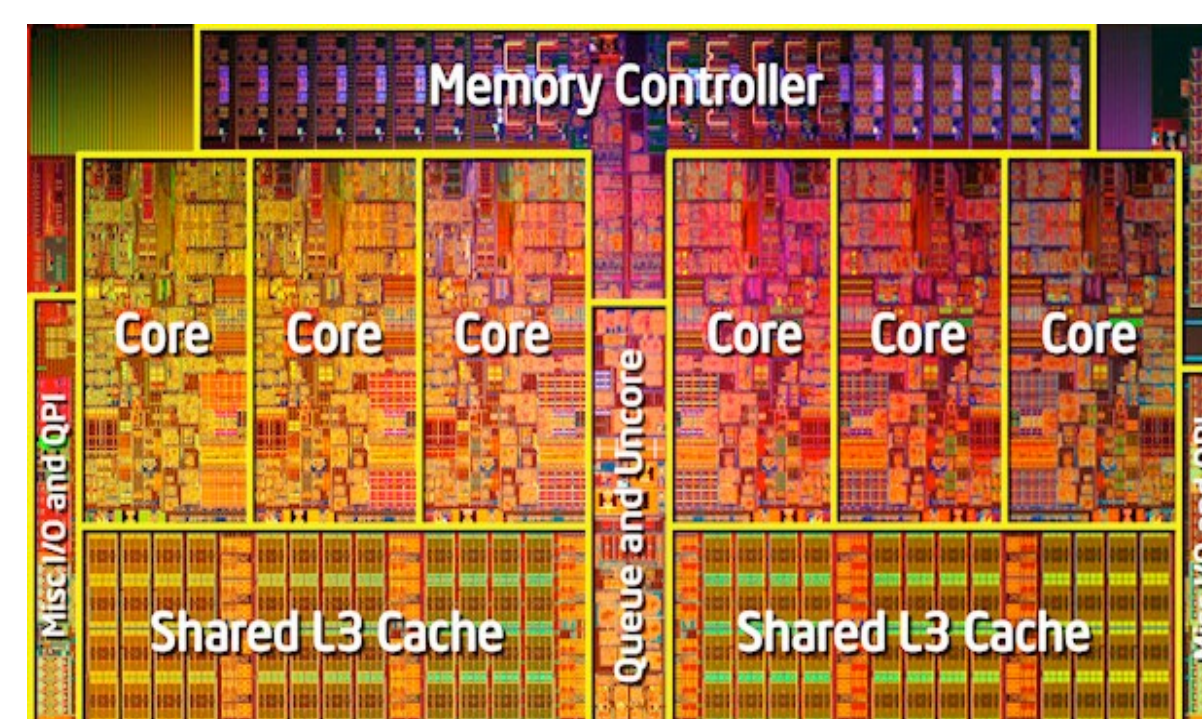 Memory Controller
Core
Core
Core
Core
Core
Core
Misc I/O and QPI
Queue and Uncore
Shared L3 Cache
Shared L3 Cache